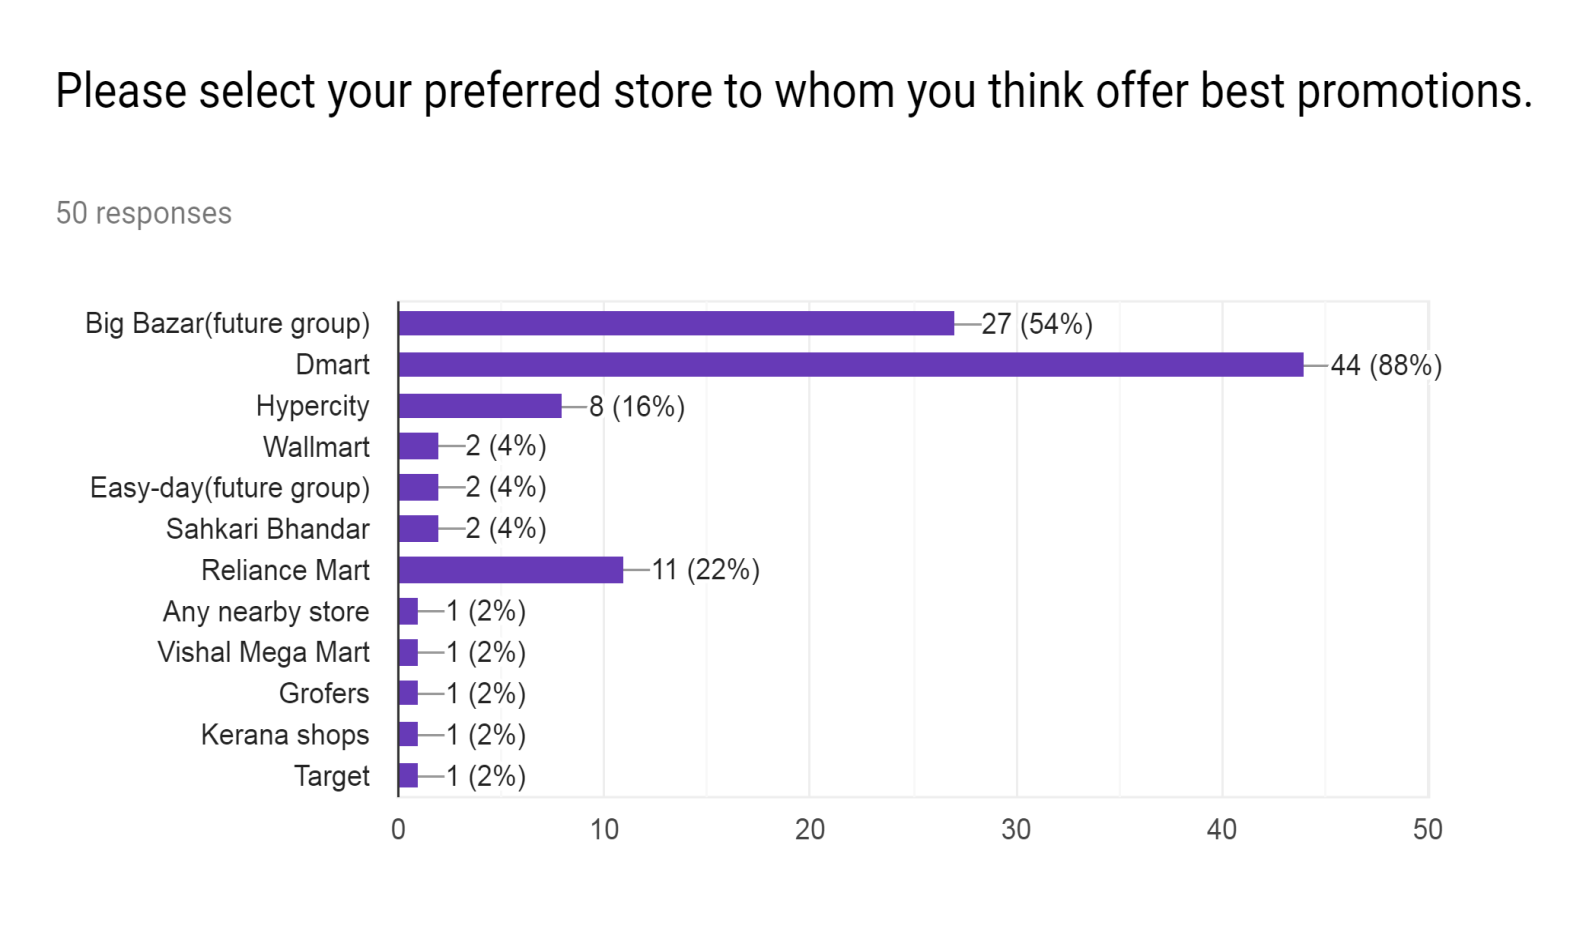 Please select your preferred store to whom you think offer best promotions.
50 responses
Big Bazar(future group) 27 (54%)
Dmart 44 (88%)
Hypercity 8 (16%)
Wallmart 2 (4%)
Easy-day(future group) 2 (4%)
Sahkari Bhandar 2 (4%)
Reliance Mart 11 (22%)
Any nearby store 1 (2%)
Vishal Mega Mart 1 (2%)
Grofers 1 (2%)
Kerana shops 1 (2%)
Target 1 (2%)
0 10 20 30 40 50